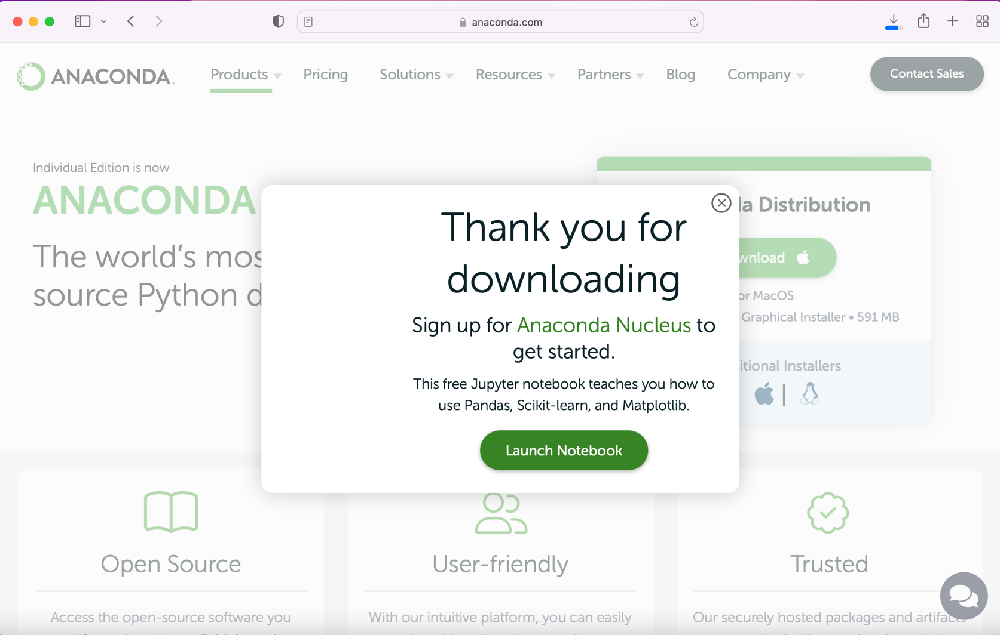 anaconda.com
ANACONDA.
Products
Pricing
Solutions
Resources
Partners
Blog
Company
Contact Sales
Individual Edition is now
ANACONDA
The world's mos
source Python d
Thank you for
downloading
Sign up for Anaconda Nucleus to
get started.
This free Jupyter notebook teaches you how to
use Pandas, Scikit-learn, and Matplotlib.
Launch Notebook
la Distribution
wnload
or MacOS
Graphical Installer • 591 MB
itional Installers
Open Source
Access the open-source software you
User-friendly
With our intuitive platform, you can easily
Trusted
Our securely hosted packages and artifacts